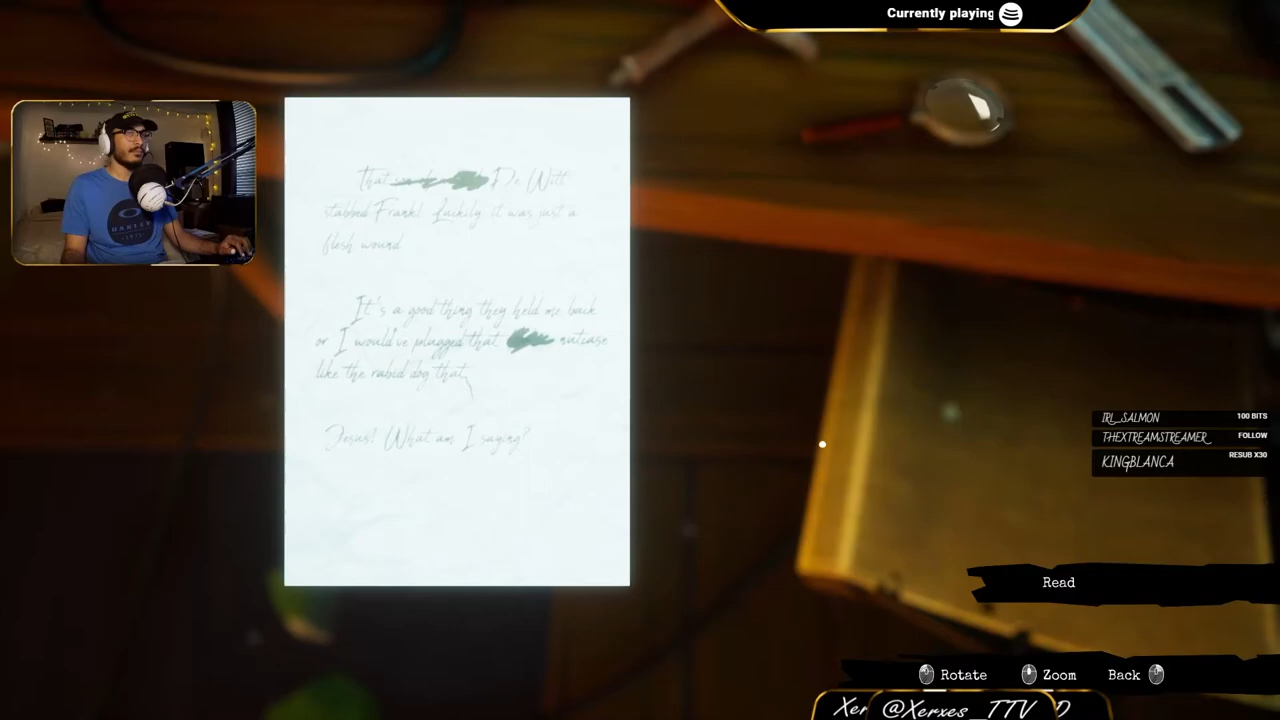 Currently playing
That De Witt
stabbed Frank! Luckily it was just a
flesh wound
It's a good thing they held me back
or I would've plugged that nutcase
like the rabid dog that
Jesus! What am I saying?
OAKLEY
IRL_SALMON 100 BITS
THEXTREAMSTREAMER_ FOLLOW
KINGBLANCA RESUB X30
Read
Rotate Zoom Back
@Xerxes_TTV